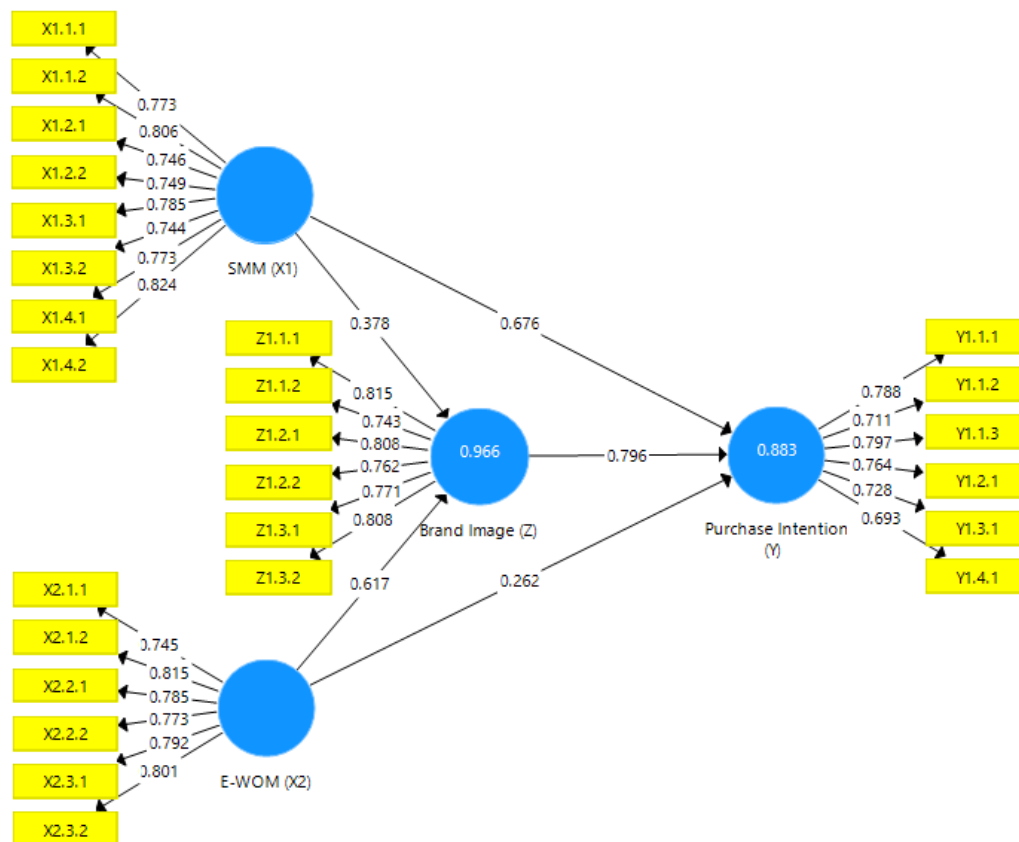 X1.1.1
X1.1.2
X1.2.1
X1.2.2
X1.3.1
X1.3.2
X1.4.1
X1.4.2
0.773
0.806
0.746
0.749
0.785
0.744
0.773
0.824
SMM (X1)
0.378
0.676
Z1.1.1
Z1.1.2
Z1.2.1
Z1.2.2
Z1.3.1
Z1.3.2
0.815
0.743
0.808
0.762
0.771
0.808
0.966
Brand Image (Z)
0.796
0.883
Purchase Intention
(Y)
0.788
0.711
0.797
0.764
0.728
0.693
Y1.1.1
Y1.1.2
Y1.1.3
Y1.2.1
Y1.3.1
Y1.4.1
0.617
0.262
X2.1.1
X2.1.2
X2.2.1
X2.2.2
X2.3.1
X2.3.2
0.745
0.815
0.785
0.773
0.792
0.801
E-WOM (X2)